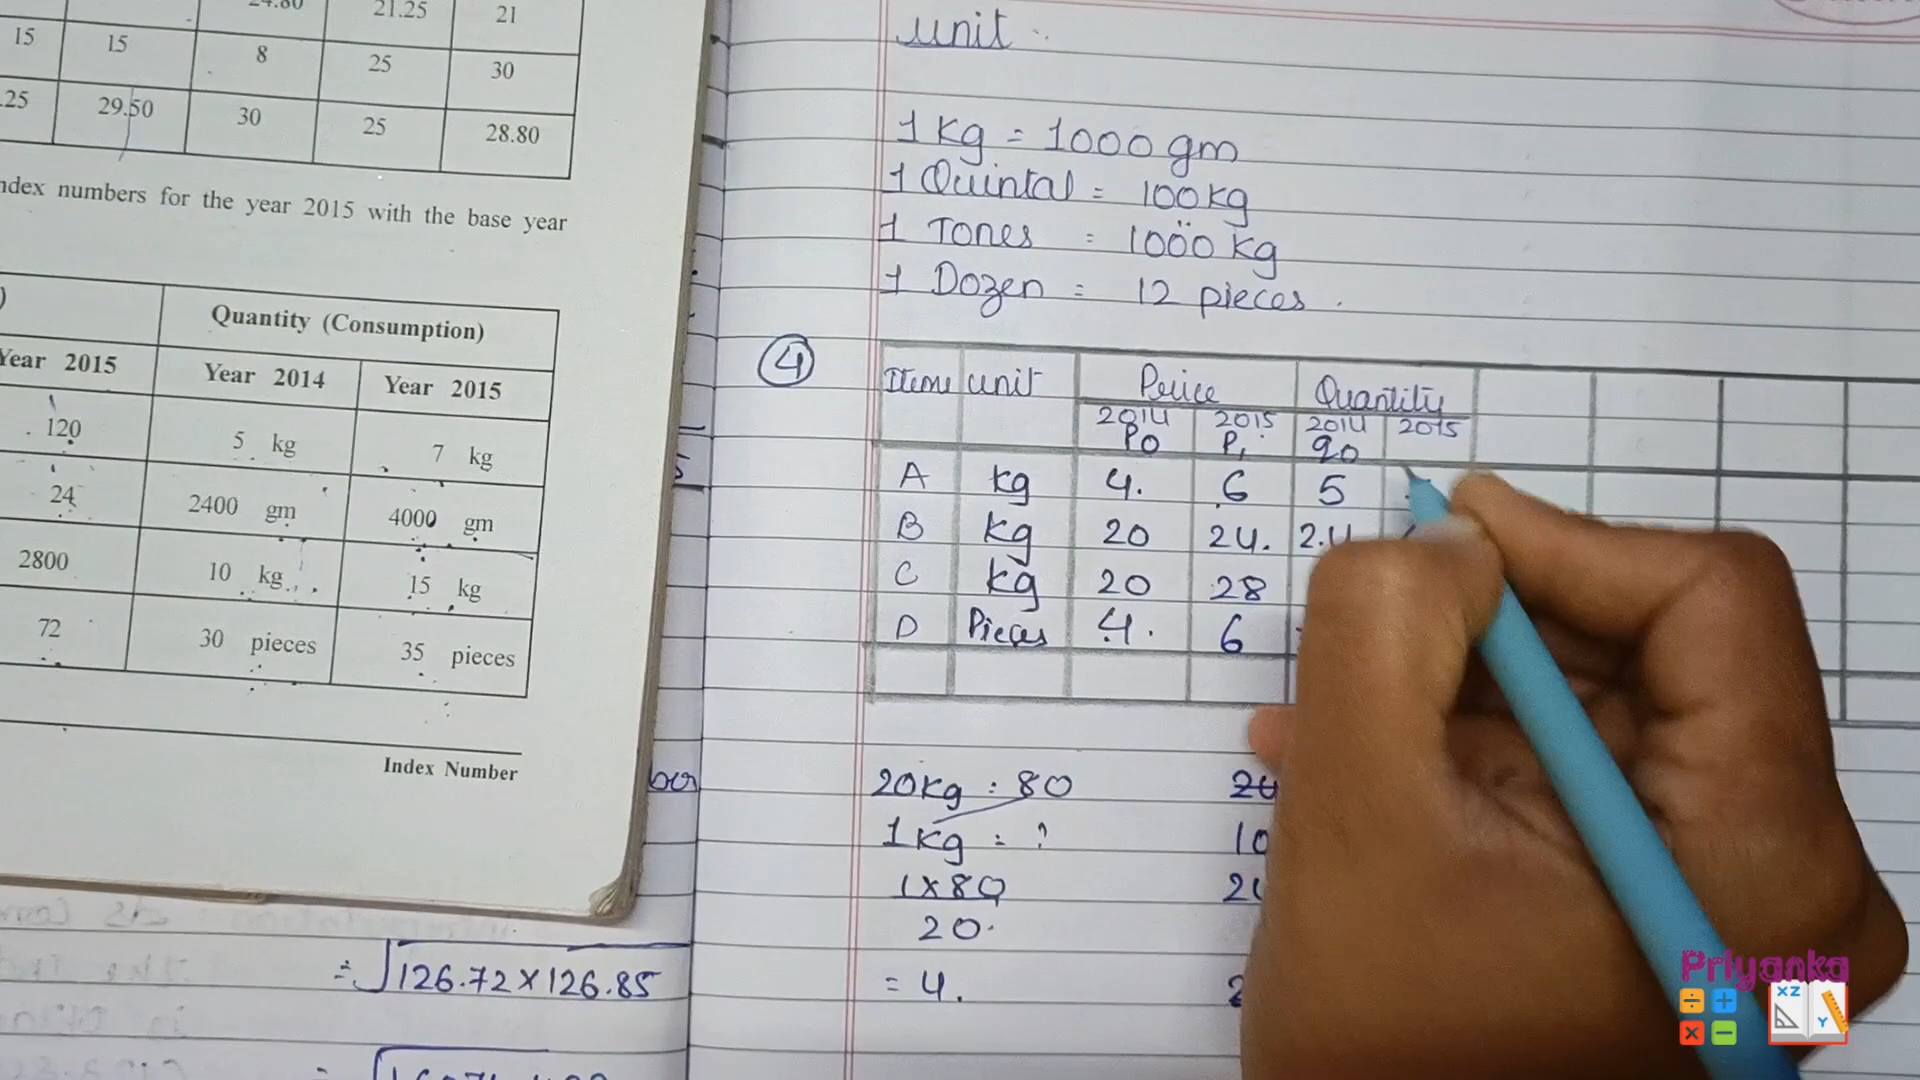 21.25 21
15 15 8 25 30
.25 29.50 30 25 28.80
ndex numbers for the year 2015 with the base year
) Quantity (Consumption)
Year 2015 Year 2014 Year 2015
120 5 kg 7 kg
24 2400 gm 4000 gm
2800 10 kg 15 kg
72 30 pieces 35 pieces
Index Number
÷ √126.72×126.85
unit
1 kg = 1000 gm
1 Quintal = 100 kg
1 Tones = 1000 kg
1 Dozen = 12 pieces.
4
Items unit Price Quantity
2014 2015 2014 2015
P0 P1 q0
A kg 4. 6 5
B kg 20 24. 2.4
C kg 20 28
D Pieces 4. 6
20kg : 80
1 kg = ?
1×80
20.
= 4.
Priyanka
XZ
Y